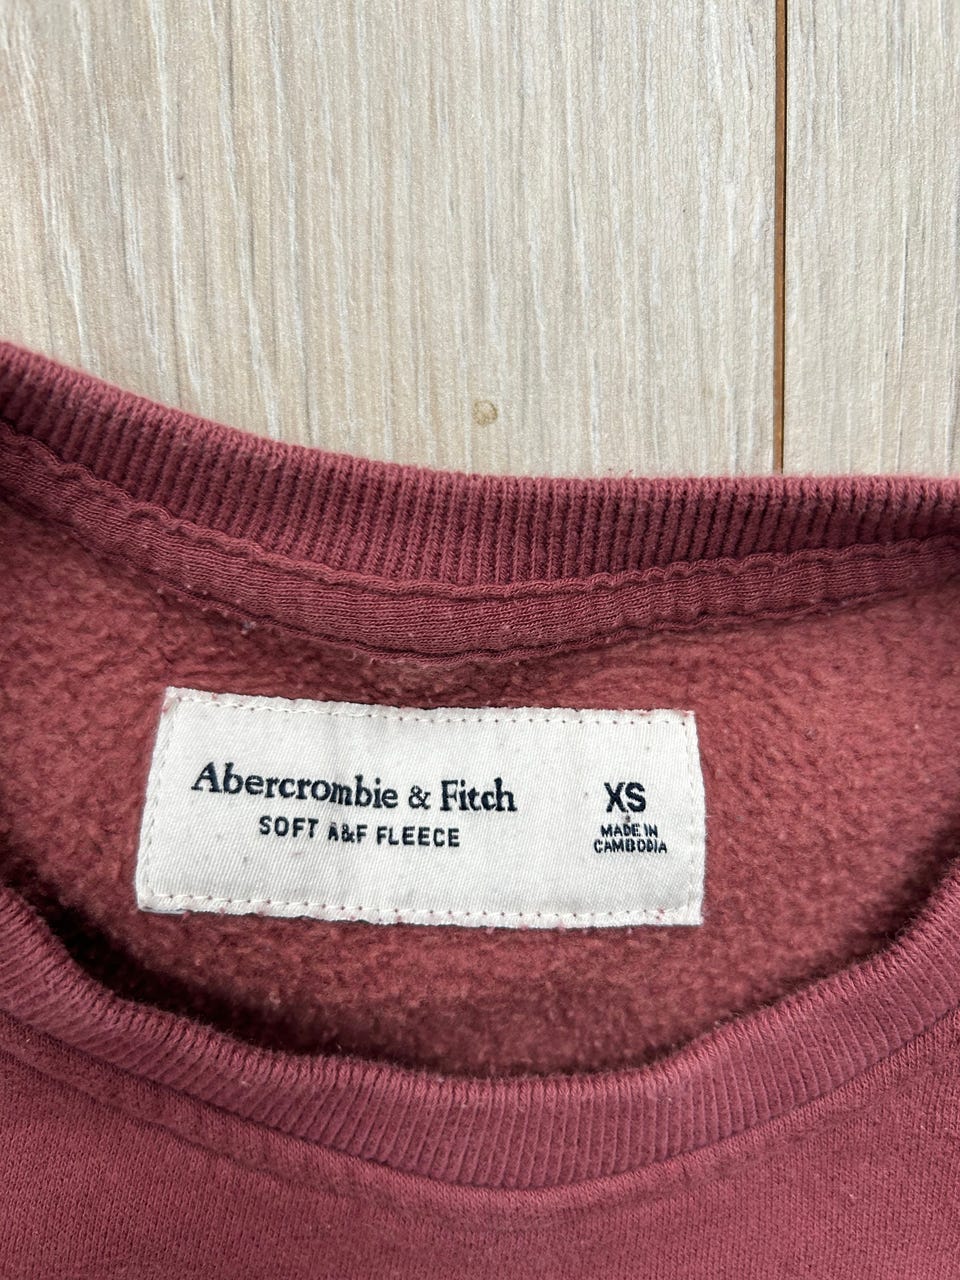 Abercrombie & Fitch
SOFT A&F FLEECE
XS
MADE IN
CAMBODIA